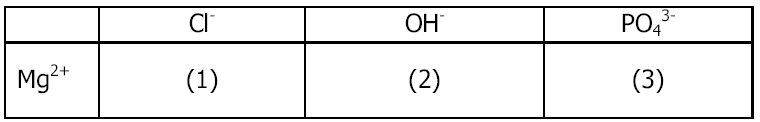 Cl⁻ OH⁻ PO₄³⁻
Mg²⁺ (1) (2) (3)